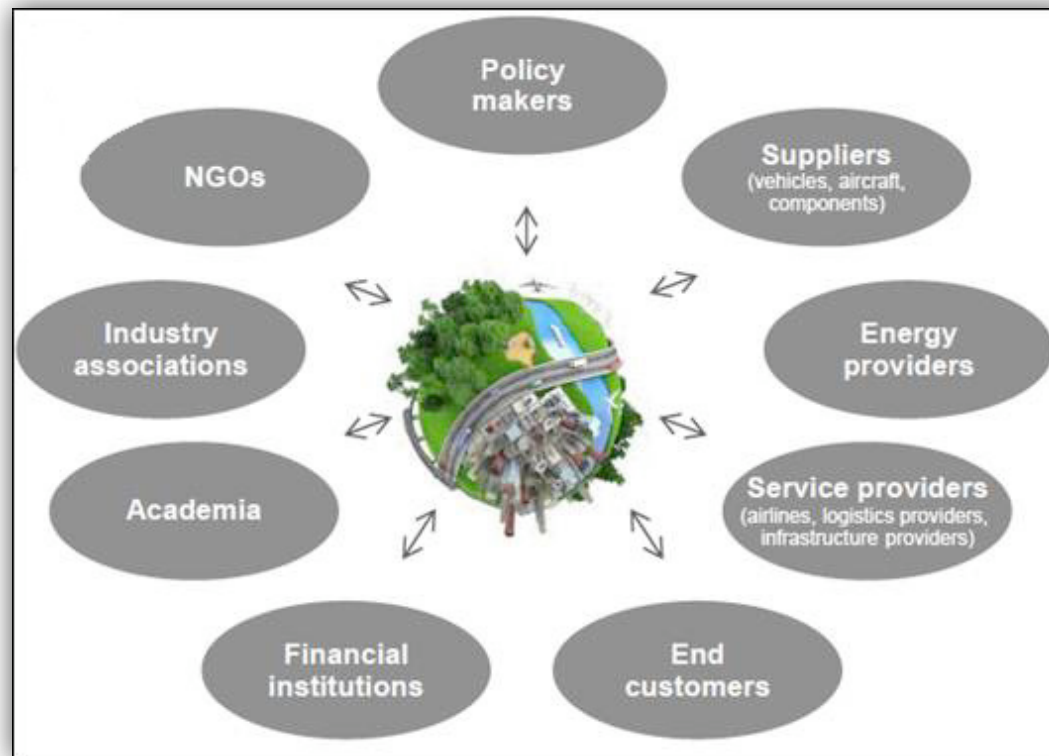 Policy
makers
NGOs
Suppliers
(vehicles, aircraft,
components)
Industry
associations
Energy
providers
Academia
Service providers
(airlines, logistics providers,
infrastructure providers)
Financial
institutions
End
customers